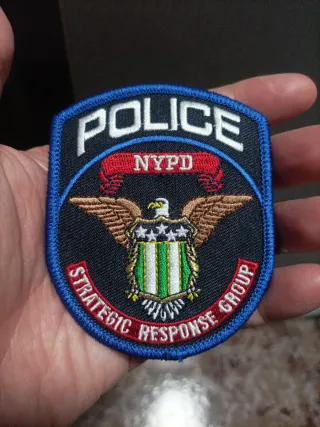 POLICE
NYPD
STRATEGIC RESPONSE GROUP